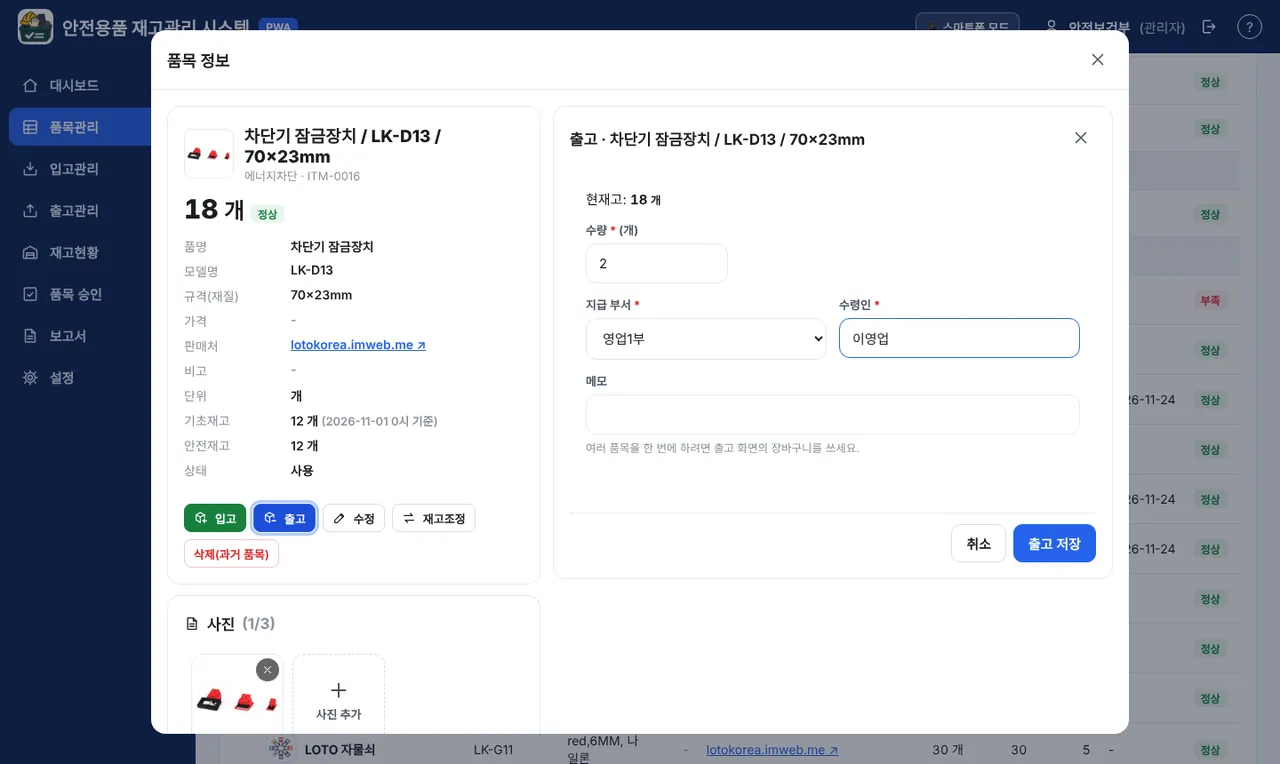 안전용품 재고관리 시스템 PWA
스마트폰 모드
안전보건부 (관리자)
?
대시보드
품목관리
입고관리
출고관리
재고현황
품목 승인
보고서
설정
품목 정보
차단기 잠금장치 / LK-D13 /
70×23mm
에너지차단 · ITM-0016
18 개 정상
품명 차단기 잠금장치
모델명 LK-D13
규격(재질) 70×23mm
가격 -
판매처 lotokorea.imweb.me ↗
비고 -
단위 개
기초재고 12 개 (2026-11-01 0시 기준)
안전재고 12 개
상태 사용
입고 출고 수정 재고조정
삭제(과거 품목)
사진 (1/3)
사진 추가
출고 · 차단기 잠금장치 / LK-D13 / 70×23mm
현재고: 18 개
수량 * (개)
2
지급 부서 * 수령인 *
영업1부 이영업
메모
여러 품목을 한 번에 하려면 출고 화면의 장바구니를 쓰세요.
취소 출고 저장
정상
정상
정상
부족
정상
26-11-24 정상
정상
26-11-24 정상
26-11-24 정상
정상
정상
정상
LOTO 자물쇠 LK-G11 red,6MM, 나 - lotokorea.imweb.me ↗ 30 개 30 5 - 정상
일론